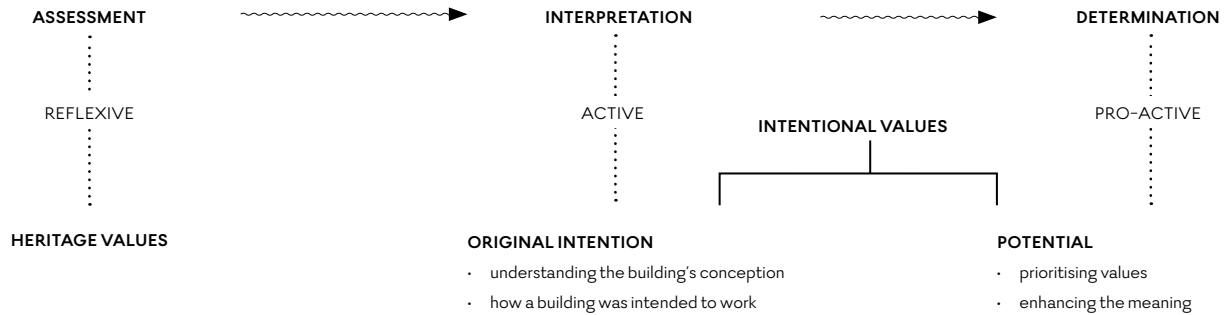 ASSESSMENT
INTERPRETATION
DETERMINATION
REFLEXIVE
ACTIVE
PRO-ACTIVE
INTENTIONAL VALUES
HERITAGE VALUES
ORIGINAL INTENTION
• understanding the building's conception
• how a building was intended to work
POTENTIAL
• prioritising values
• enhancing the meaning